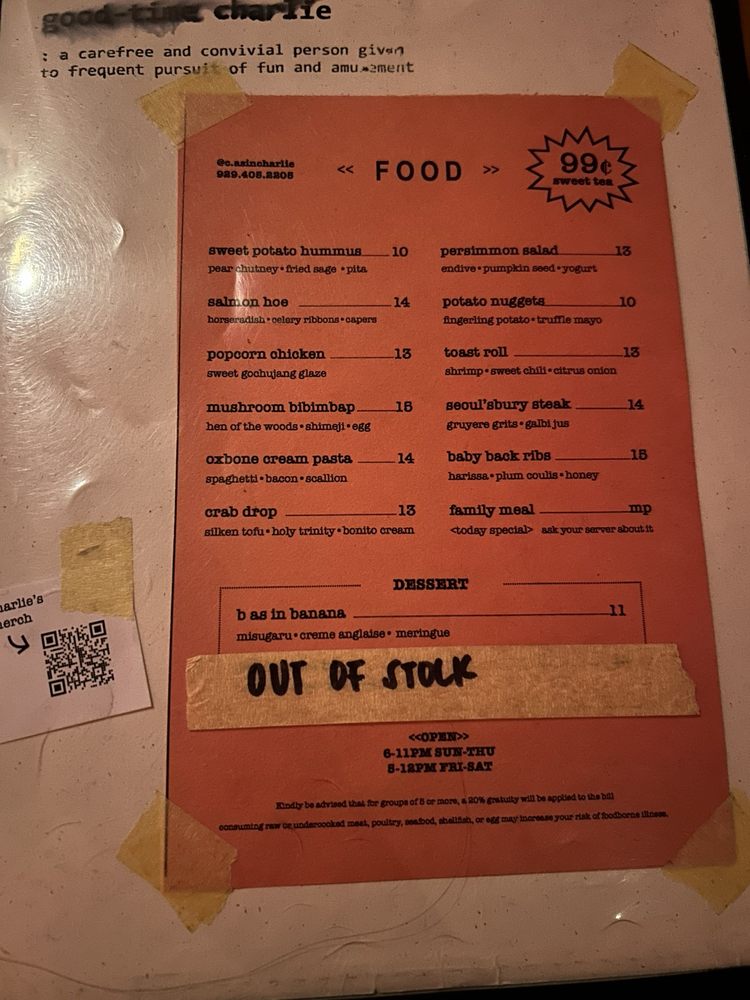 good-time charlie
: a carefree and convivial person given
to frequent pursuit of fun and amusement
@c.asincharlie
929.405.2205
<< FOOD >>
99¢
sweet tea
sweet potato hummus 10
pear chutney • fried sage • pita
salmon hoe 14
horseradish • celery ribbons • capers
popcorn chicken 13
sweet gochujang glaze
mushroom bibimbap 15
hen of the woods • shimeji • egg
oxbone cream pasta 14
spaghetti • bacon • scallion
crab drop 13
silken tofu • holy trinity • bonito cream
persimmon salad 13
endive • pumpkin seed • yogurt
potato nuggets 10
fingerling potato • truffle mayo
toast roll 13
shrimp • sweet chili • citrus onion
seoul'sbury steak 14
gruyere grits • galbi jus
baby back ribs 15
harissa • plum coulis • honey
family meal mp
<today special> ask your server about it
DESSERT
b as in banana 11
misugaru • creme anglaise • meringue
OUT OF STOCK
<<OPEN>>
6-11PM SUN-THU
5-12PM FRI-SAT
Kindly be advised that for groups of 5 or more, a 20% gratuity will be applied to the bill
consuming raw or undercooked meat, poultry, seafood, shellfish, or egg may increase your risk of foodborne illness.
harlie's
merch